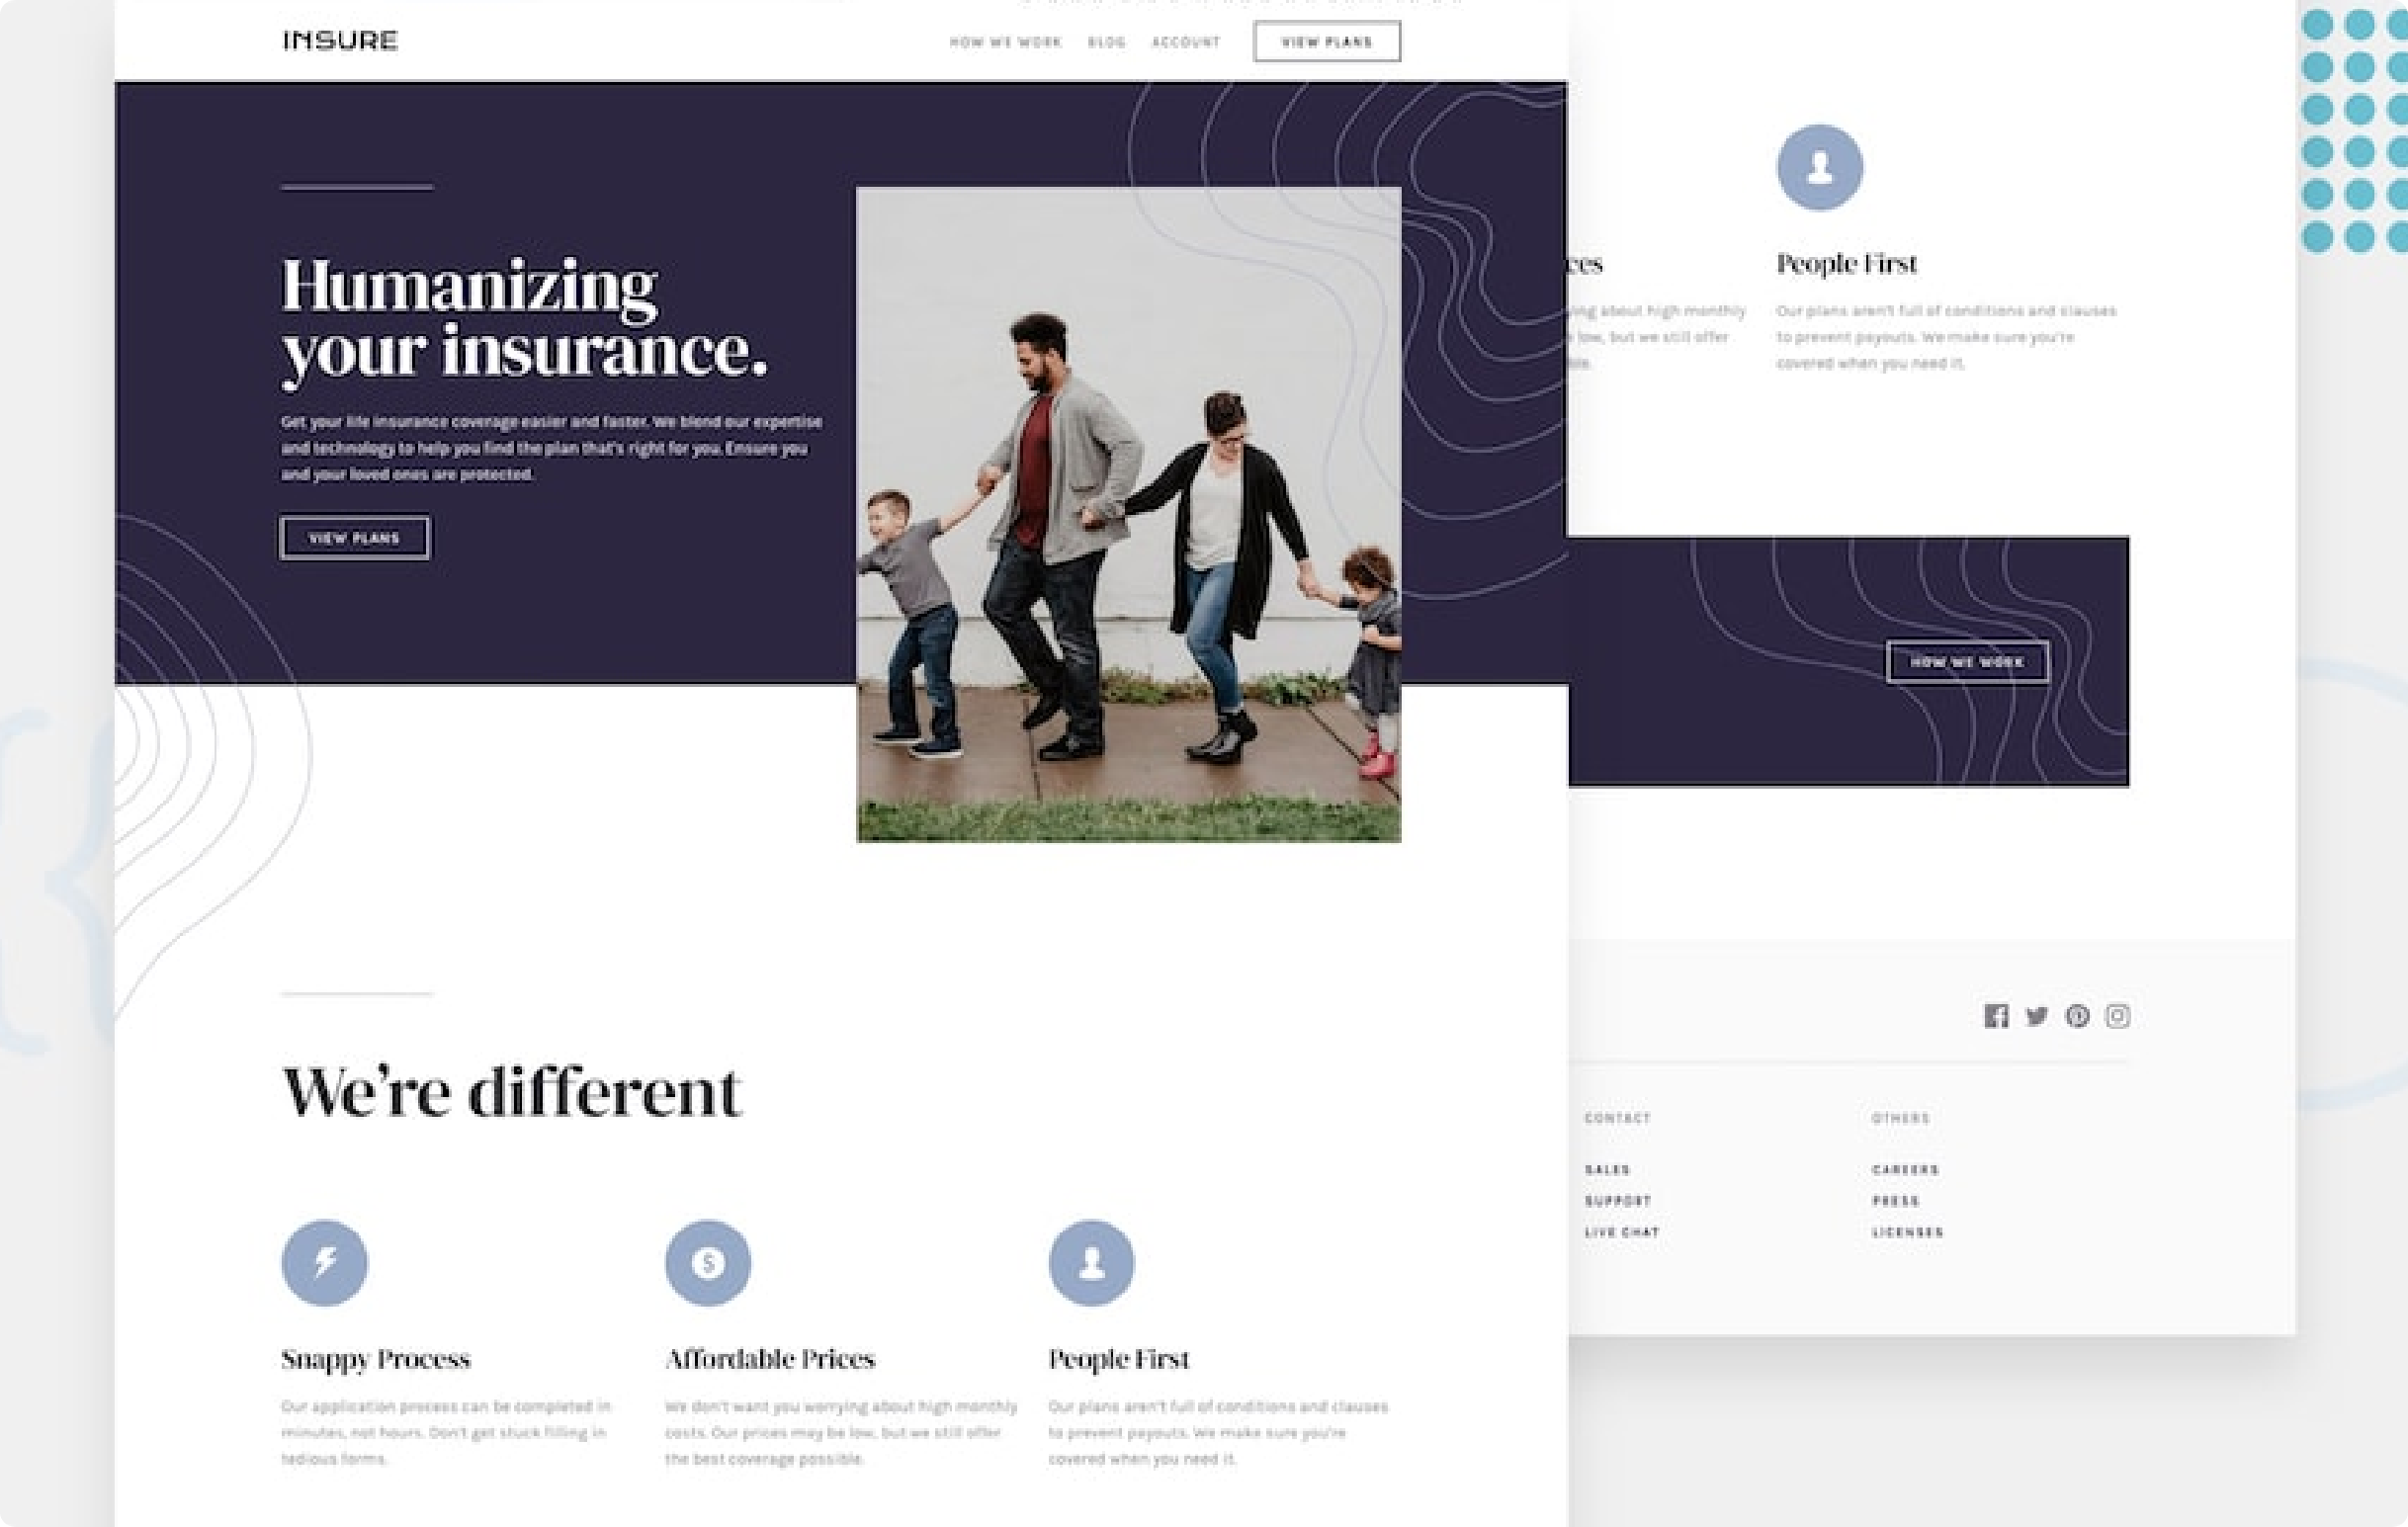 INSURE
HOW WE WORK BLOG ACCOUNT VIEW PLANS
Humanizing
your insurance.
Get your life insurance coverage easier and faster. We blend our expertise
and technology to help you find the plan that's right for you. Ensure you
and your loved ones are protected.
VIEW PLANS
We're different
Snappy Process
Our application process can be completed in
minutes, not hours. Don't get stuck filling in
tedious forms.
Affordable Prices
We don't want you worrying about high monthly
costs. Our prices may be low, but we still offer
the best coverage possible.
People First
Our plans aren't full of conditions and clauses
to prevent payouts. We make sure you're
covered when you need it.
ces
ying about high monthly
low, but we still offer
ble.
People First
Our plans aren't full of conditions and clauses
to prevent payouts. We make sure you're
covered when you need it.
HOW WE WORK
CONTACT
SALES
SUPPORT
LIVE CHAT
OTHERS
CAREERS
PRESS
LICENSES